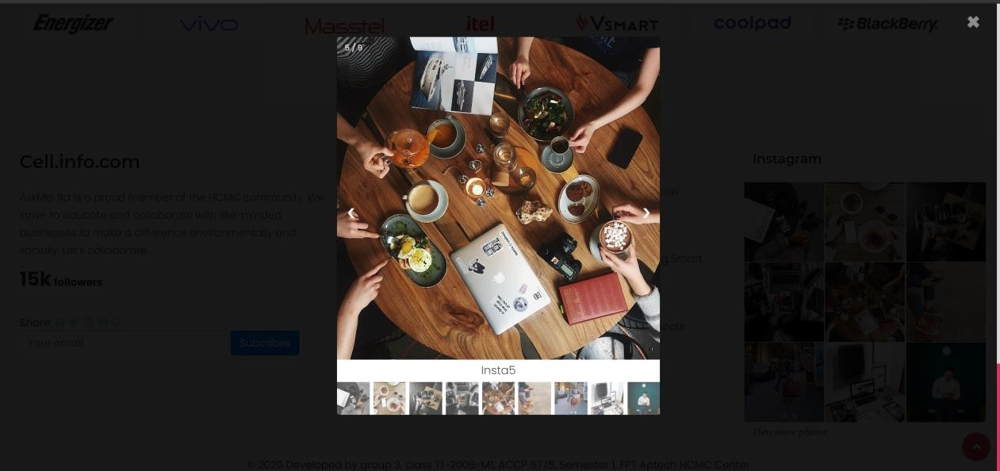 Energizer
vivo
Masstel
itel
VSMART
coolpad
BlackBerry
5 / 9
Cell.info.com
AskMe! ltd is a proud member of the HCMC community. We
strive to educate and collaborate with like-minded
businesses to make a difference environmentally and
socially. Let's collaborate.
15k followers
Share:
Your email
Subcribes
Instagram
g Smart
Insta5
View more photos
© 2020 Developed by group 3, class T1-2006-M1, ACCP 6775, Semester 1, FPT Aptech HCMC Center